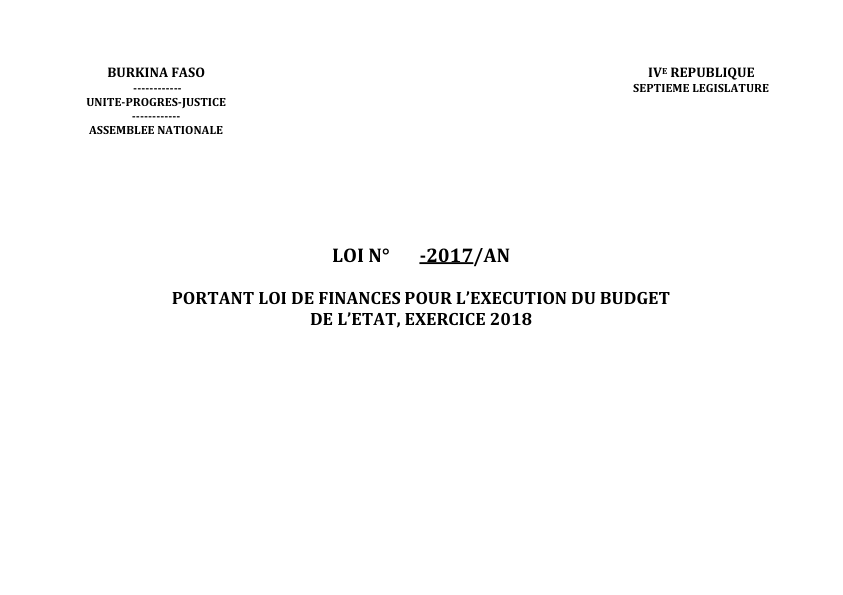 BURKINA FASO
------------
UNITE-PROGRES-JUSTICE
------------
ASSEMBLEE NATIONALE
IVE REPUBLIQUE
SEPTIEME LEGISLATURE
LOI N° -2017/AN
PORTANT LOI DE FINANCES POUR L’EXECUTION DU BUDGET
DE L’ETAT, EXERCICE 2018